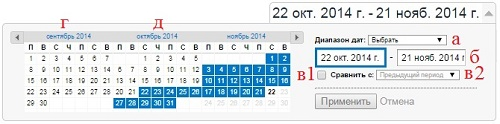 22 окт. 2014 г. - 21 нояб. 2014 г.
г д
сентябрь 2014 октябрь 2014 ноябрь 2014
П В С Ч П С В П В С Ч П С В П В С Ч П С В
1 2 3 4 5 6 7 1 2 3 4 5 1 2
8 9 10 11 12 13 14 6 7 8 9 10 11 12 3 4 5 6 7 8 9
15 16 17 18 19 20 21 13 14 15 16 17 18 19 10 11 12 13 14 15 16
22 23 24 25 26 27 28 20 21 22 23 24 25 26 17 18 19 20 21 22 23
29 30 27 28 29 30 31 24 25 26 27 28 29 30
Диапазон дат: Выбрать а
22 окт. 2014 г. - 21 нояб. 2014 г. б
в1 Сравнить с: Предыдущий период в2
Применить Отмена